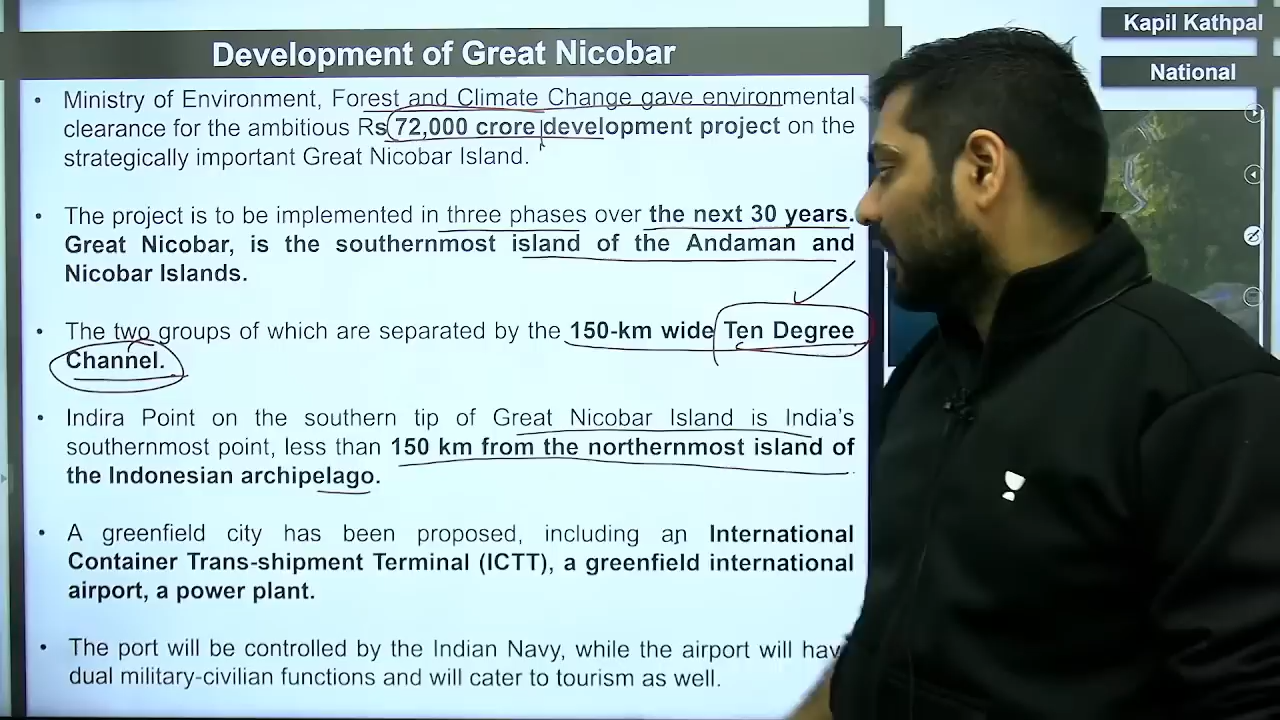 Kapil Kathpal
National
Development of Great Nicobar
• Ministry of Environment, Forest and Climate Change gave environmental
clearance for the ambitious Rs 72,000 crore development project on the
strategically important Great Nicobar Island.
• The project is to be implemented in three phases over the next 30 years.
Great Nicobar, is the southernmost island of the Andaman and
Nicobar Islands.
• The two groups of which are separated by the 150-km wide Ten Degree
Channel.
• Indira Point on the southern tip of Great Nicobar Island is India's
southernmost point, less than 150 km from the northernmost island of
the Indonesian archipelago.
• A greenfield city has been proposed, including an International
Container Trans-shipment Terminal (ICTT), a greenfield international
airport, a power plant.
• The port will be controlled by the Indian Navy, while the airport will hav
dual military-civilian functions and will cater to tourism as well.